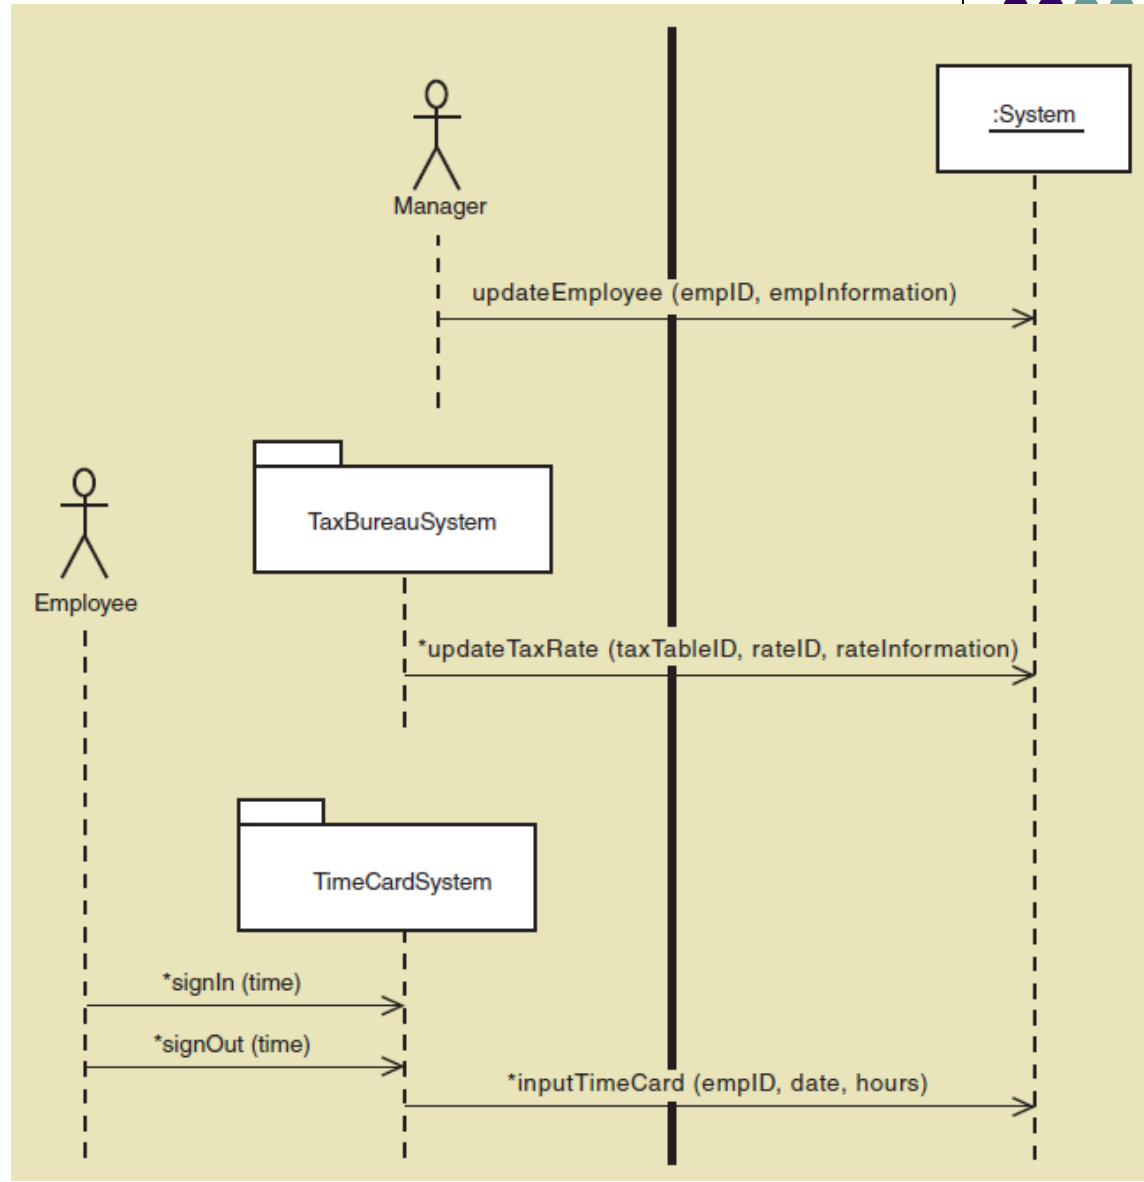 :System
Manager
updateEmployee (empID, empInformation)
TaxBureauSystem
Employee
*updateTaxRate (taxTableID, rateID, rateInformation)
TimeCardSystem
*signIn (time)
*signOut (time)
*inputTimeCard (empID, date, hours)